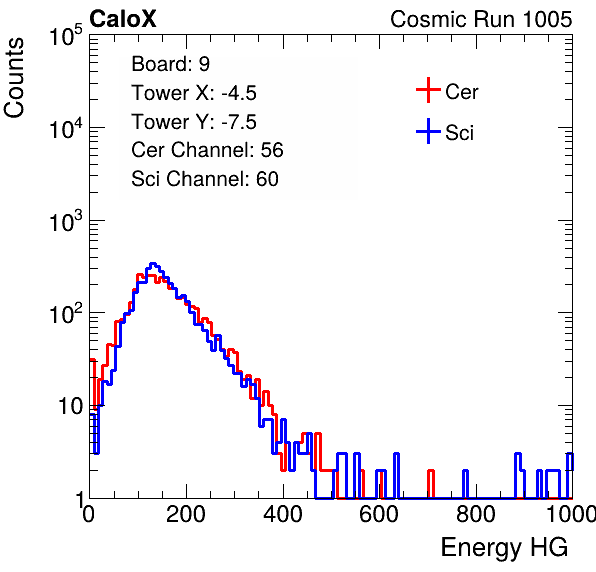 CaloX Cosmic Run 1005
Counts
10^5
10^4
10^3
10^2
10
1
Board: 9
Tower X: -4.5
Tower Y: -7.5
Cer Channel: 56
Sci Channel: 60
Cer
Sci
0 200 400 600 800 1000
Energy HG